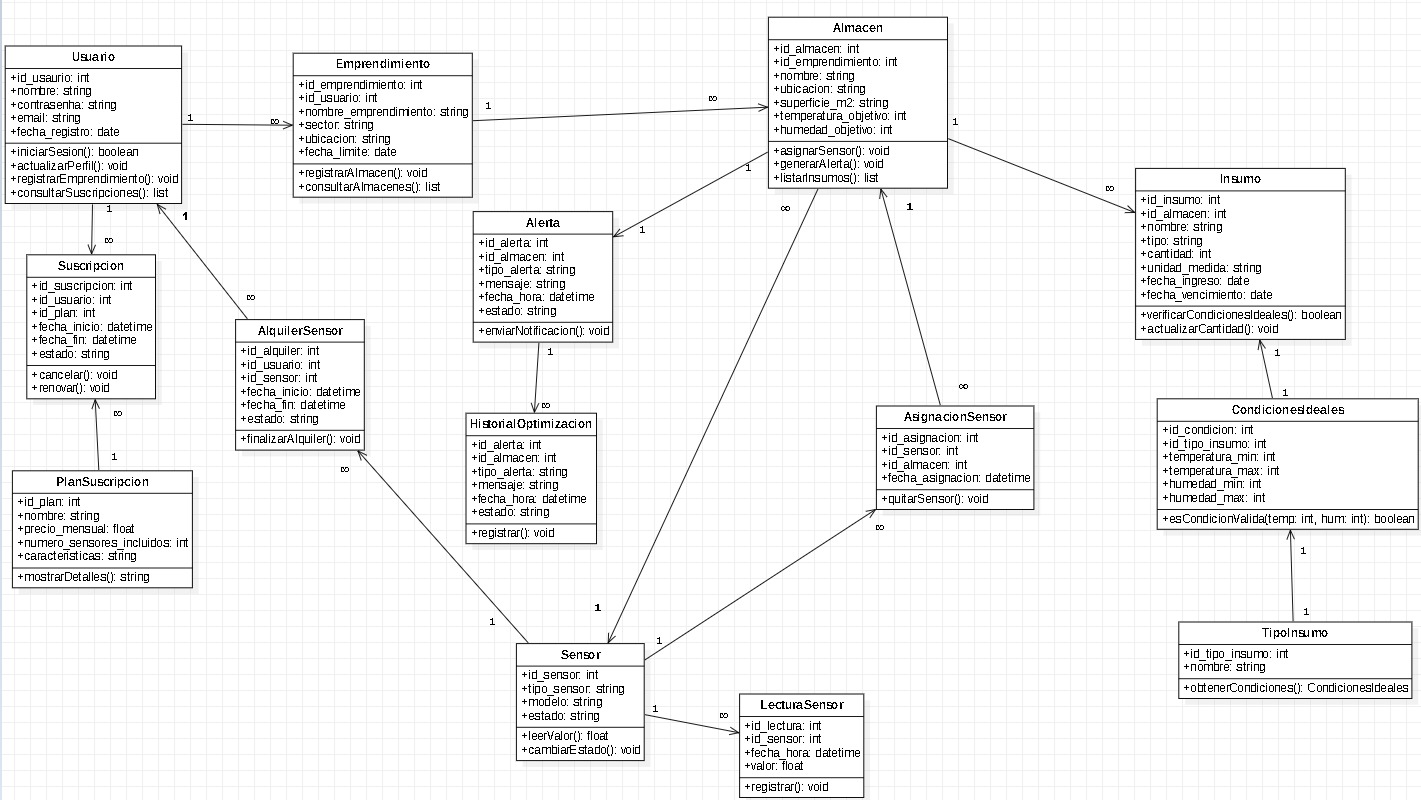 Usuario
+id_usaurio: int
+nombre: string
+contrasenha: string
+email: string
+fecha_registro: date
+iniciarSesion(): boolean
+actualizarPerfil(): void
+registrarEmprendimiento(): void
+consultarSuscripciones(): list
1
∞
Emprendimiento
+id_emprendimiento: int
+id_usuario: int
+nombre_emprendimiento: string
+sector: string
+ubicacion: string
+fecha_limite: date
+registrarAlmacen(): void
+consultarAlmacenes(): list
1
∞
Almacen
+id_almacen: int
+id_emprendimiento: int
+nombre: string
+ubicacion: string
+superficie_m2: string
+temperatura_objetivo: int
+humedad_objetivo: int
+asignarSensor(): void
+generarAlerta(): void
+listarInsumos(): list
1
∞
Insumo
+id_insumo: int
+id_almacen: int
+nombre: string
+tipo: string
+cantidad: int
+unidad_medida: string
+fecha_ingreso: date
+fecha_vencimiento: date
+verificarCondicionesIdeales(): boolean
+actualizarCantidad(): void
1
1
Alerta
+id_alerta: int
+id_almacen: int
+tipo_alerta: string
+mensaje: string
+fecha_hora: datetime
+estado: string
+enviarNotificacion(): void
1
∞
HistorialOptimizacion
+id_alerta: int
+id_almacen: int
+tipo_alerta: string
+mensaje: string
+fecha_hora: datetime
+estado: string
+registrar(): void
1
∞
Suscripcion
+id_suscripcion: int
+id_usuario: int
+id_plan: int
+fecha_inicio: datetime
+fecha_fin: datetime
+estado: string
+cancelar(): void
+renovar(): void
∞
1
PlanSuscripcion
+id_plan: int
+nombre: string
+precio_mensual: float
+numero_sensores_incluidos: int
+caracteristicas: string
+mostrarDetalles(): string
1
∞
AlquilerSensor
+id_alquiler: int
+id_usuario: int
+id_sensor: int
+fecha_inicio: datetime
+fecha_fin: datetime
+estado: string
+finalizarAlquiler(): void
∞
1
∞
1
1
∞
AsignacionSensor
+id_asignacion: int
+id_sensor: int
+id_almacen: int
+fecha_asignacion: datetime
+quitarSensor(): void
∞
1
Sensor
+id_sensor: int
+tipo_sensor: string
+modelo: string
+estado: string
+leerValor(): float
+cambiarEstado(): void
1
∞
LecturaSensor
+id_lectura: int
+id_sensor: int
+fecha_hora: datetime
+valor: float
+registrar(): void
1
1
CondicionesIdeales
+id_condicion: int
+id_tipo_insumo: int
+temperatura_min: int
+temperatura_max: int
+humedad_min: int
+humedad_max: int
+esCondicionValida(temp: int, hum: int): boolean
1
1
TipoInsumo
+id_tipo_insumo: int
+nombre: string
+obtenerCondiciones(): CondicionesIdeales